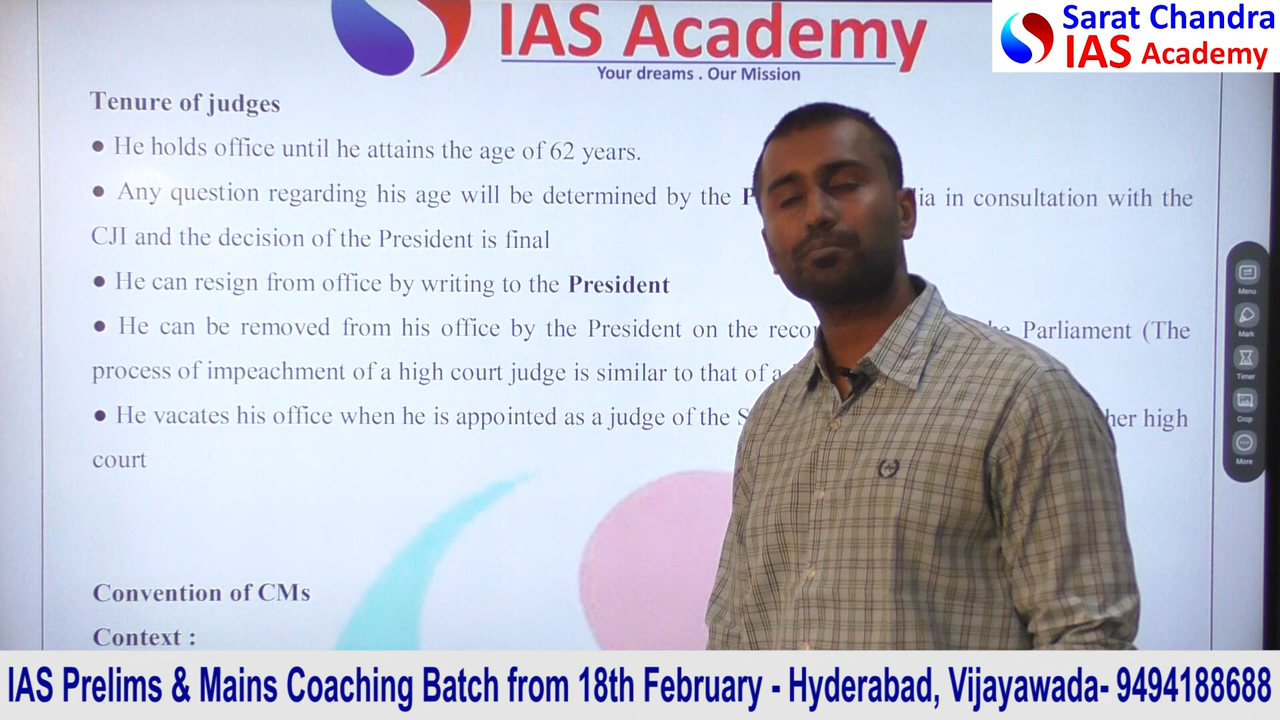 IAS Academy
Your dreams . Our Mission
Sarat Chandra
IAS Academy
Tenure of judges
● He holds office until he attains the age of 62 years.
● Any question regarding his age will be determined by the in consultation with the
CJI and the decision of the President is final
● He can resign from office by writing to the President
● He can be removed from his office by the President on the Parliament (The
process of impeachment of a high court judge is similar to that of a
● He vacates his office when he is appointed as a judge of the high
court
Convention of CMs
Context :
Menu
Mark
Timer
Crop
More
IAS Prelims & Mains Coaching Batch from 18th February - Hyderabad, Vijayawada- 9494188688